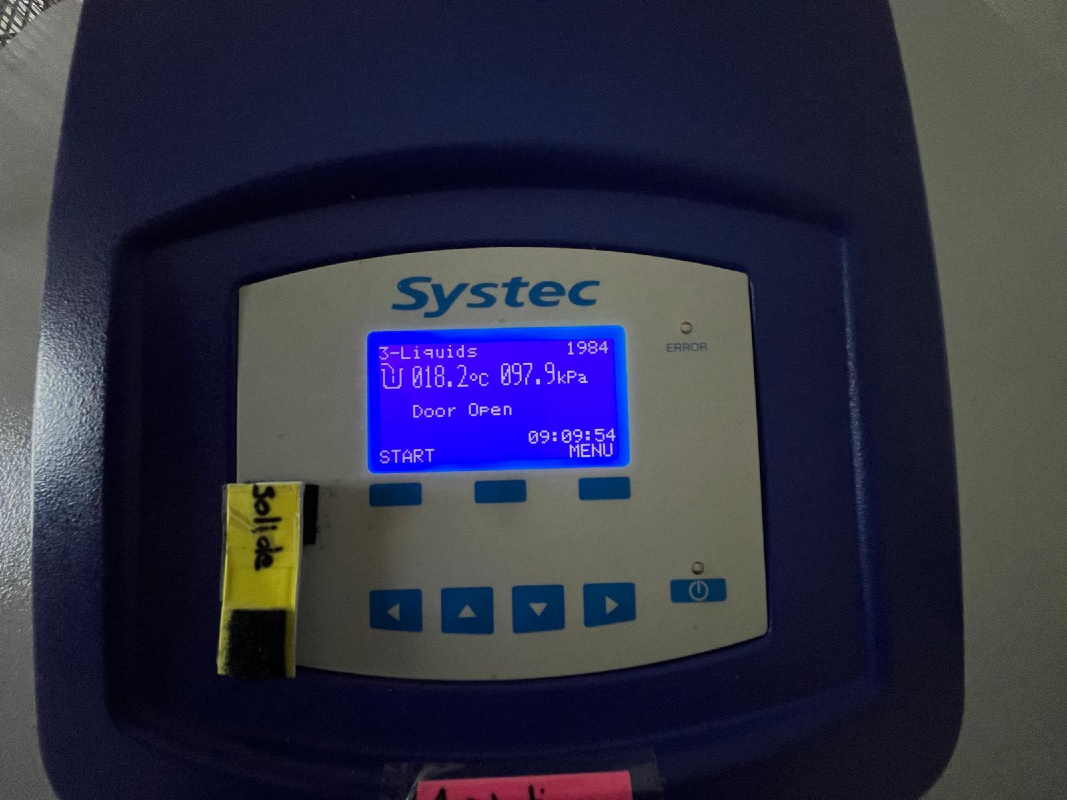 Systec
ERROR
3-Liquids 1984
018.2°C 097.9kPa
Door Open
09:09:54
START MENU
Solide